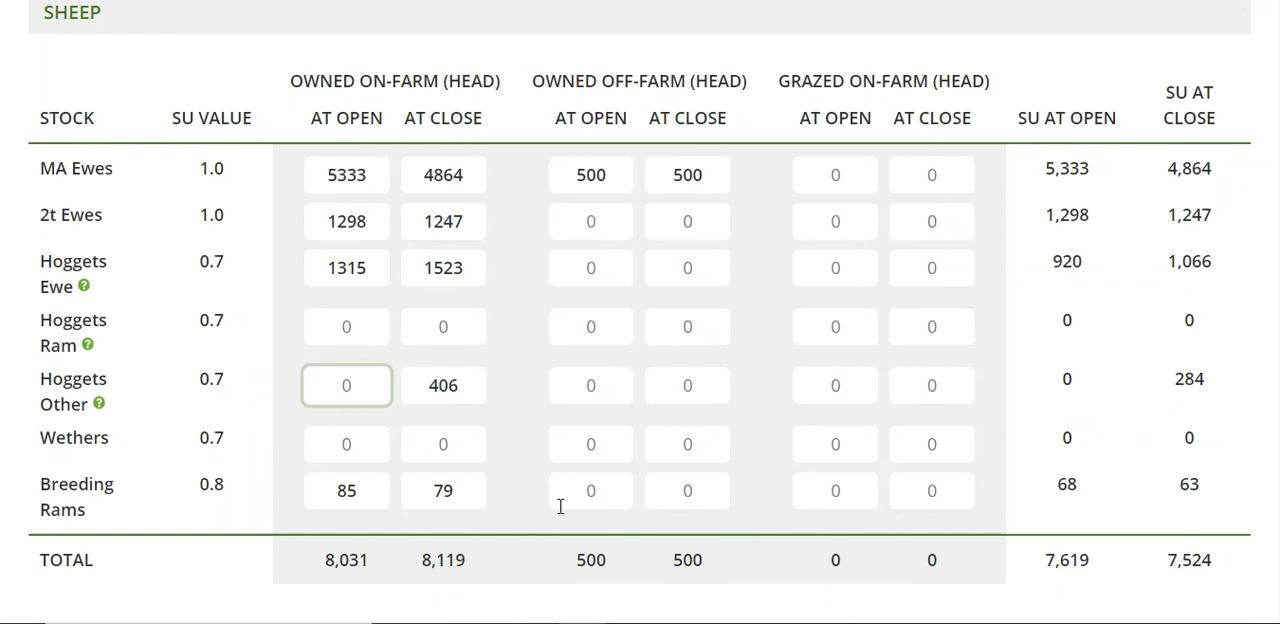 SHEEP
OWNED ON-FARM (HEAD) OWNED OFF-FARM (HEAD) GRAZED ON-FARM (HEAD)
STOCK SU VALUE AT OPEN AT CLOSE AT OPEN AT CLOSE AT OPEN AT CLOSE SU AT OPEN SU AT CLOSE
MA Ewes 1.0 5333 4864 500 500 0 0 5,333 4,864
2t Ewes 1.0 1298 1247 0 0 0 0 1,298 1,247
Hoggets Ewe ? 0.7 1315 1523 0 0 0 0 920 1,066
Hoggets Ram ? 0.7 0 0 0 0 0 0 0 0
Hoggets Other ? 0.7 0 406 0 0 0 0 0 284
Wethers 0.7 0 0 0 0 0 0 0 0
Breeding Rams 0.8 85 79 0 0 0 0 68 63
TOTAL 8,031 8,119 500 500 0 0 7,619 7,524